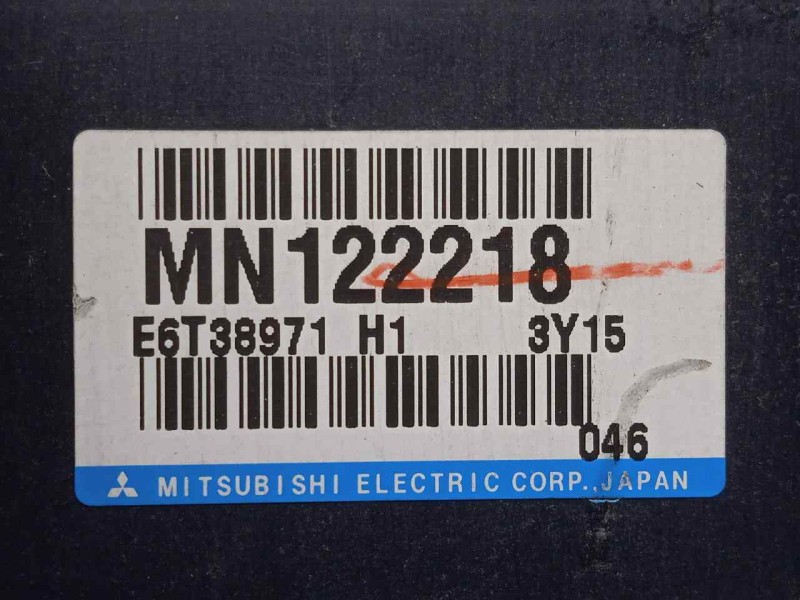 MN122218
E6T38971 H1 3Y15
046
MITSUBISHI ELECTRIC CORP.,JAPAN